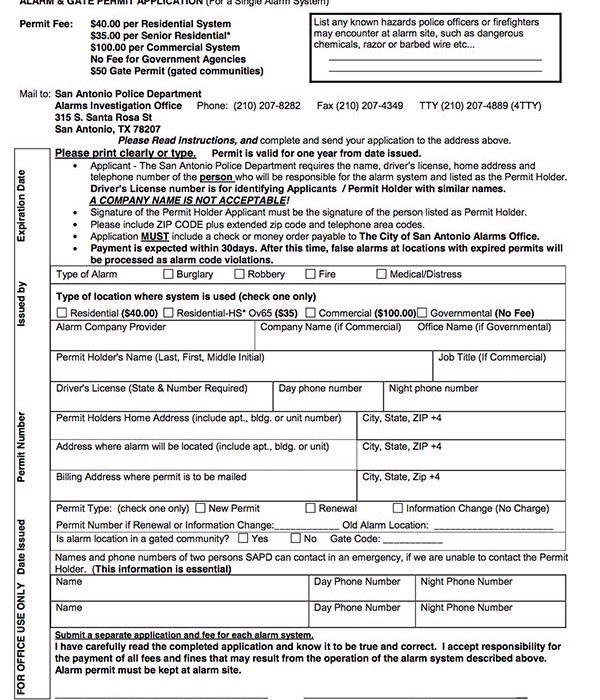 ALARM & GATE PERMIT APPLICATION (For a Single Alarm System)
Permit Fee: $40.00 per Residential System
$35.00 per Senior Residential*
$100.00 per Commercial System
No Fee for Government Agencies
$50 Gate Permit (gated communities)
List any known hazards police officers or firefighters
may encounter at alarm site, such as dangerous
chemicals, razor or barbed wire etc...
Mail to: San Antonio Police Department
Alarms Investigation Office Phone: (210) 207-8282 Fax (210) 207-4349 TTY (210) 207-4889 (4TTY)
315 S. Santa Rosa St
San Antonio, TX 78207
Please Read Instructions, and complete and send your application to the address above.
Please print clearly or type. Permit is valid for one year from date issued.
• Applicant - The San Antonio Police Department requires the name, driver's license, home address and
telephone number of the person who will be responsible for the alarm system and listed as the Permit Holder.
Driver's License number is for identifying Applicants / Permit Holder with similar names.
A COMPANY NAME IS NOT ACCEPTABLE!
• Signature of the Permit Holder Applicant must be the signature of the person listed as Permit Holder.
• Please include ZIP CODE plus extended zip code and telephone area codes.
• Application MUST include a check or money order payable to The City of San Antonio Alarms Office.
• Payment is expected within 30days. After this time, false alarms at locations with expired permits will
be processed as alarm code violations.
Type of Alarm Burglary Robbery Fire Medical/Distress
Type of location where system is used (check one only)
Residential ($40.00) Residential-HS* Ov65 ($35) Commercial ($100.00) Governmental (No Fee)
Alarm Company Provider Company Name (if Commercial) Office Name (if Governmental)
Permit Holder's Name (Last, First, Middle Initial) Job Title (If Commercial)
Driver's License (State & Number Required) Day phone number Night phone number
Permit Holders Home Address (include apt., bldg. or unit number) City, State, ZIP +4
Address where alarm will be located (include apt., bldg. or unit) City, State, ZIP +4
Billing Address where permit is to be mailed City, State, Zip +4
Permit Type: (check one only) New Permit Renewal Information Change (No Charge)
Permit Number if Renewal or Information Change:____________ Old Alarm Location: ______________________
Is alarm location in a gated community? Yes No Gate Code: ___________
Names and phone numbers of two persons SAPD can contact in an emergency, if we are unable to contact the Permit
Holder. (This information is essential)
Name Day Phone Number Night Phone Number
Name Day Phone Number Night Phone Number
Submit a separate application and fee for each alarm system.
I have carefully read the completed application and know it to be true and correct. I accept responsibility for
the payment of all fees and fines that may result from the operation of the alarm system described above.
Alarm permit must be kept at alarm site.
FOR OFFICE USE ONLY Date Issued Permit Number Issued by Expiration Date